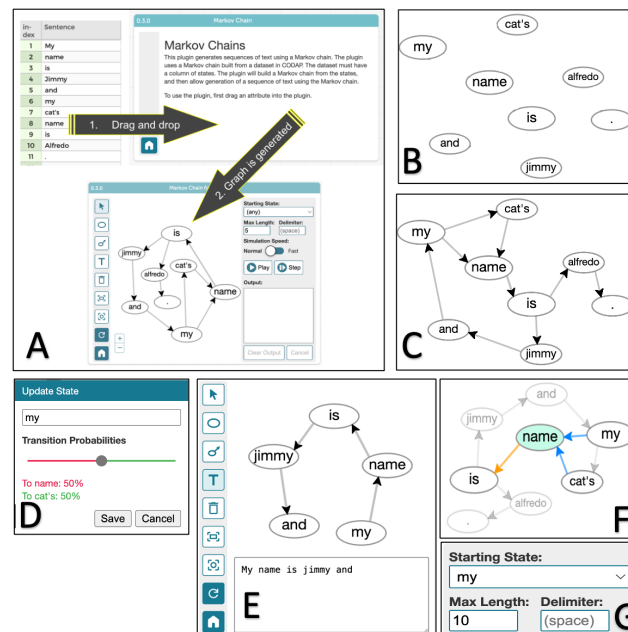 in-
dex
Sentence
1 My
2 name
3 is
4 Jimmy
5 and
6 my
7 cat's
8 name
9 is
10 Alfredo
11 .
0.3.0 Markov Chain
Markov Chains
This plugin generates sequences of text using a Markov chain. The plugin
uses a Markov chain built from a dataset in CODAP. The dataset must have
a column of states. The plugin will build a Markov chain from the states,
and then allow generation of a sequence of text using the Markov Chain.
To use the plugin, first drag an attribute into the plugin.
1. Drag and drop
2. Graph is generated
0.3.0 Markov Chain
is
jimmy
alfredo
cat's
name
.
and
my
T
C
+
−
Starting State:
(any)
Max Length: Delimiter:
5 (space)
Simulation Speed:
Normal Fast
Play Step
Output:
Clear Output Cancel
A
cat's
my
name
alfredo
is
.
and
jimmy
B
cat's
my
name
alfredo
is
.
and
jimmy
C
Update State
my
Transition Probabilities
To name: 50%
To cat's: 50%
Save Cancel
D
T
C
is
jimmy
name
and
my
My name is jimmy and
E
and
jimmy
name
my
is
cat's
alfredo
.
F
Starting State:
my
Max Length: Delimiter:
10 (space)
G